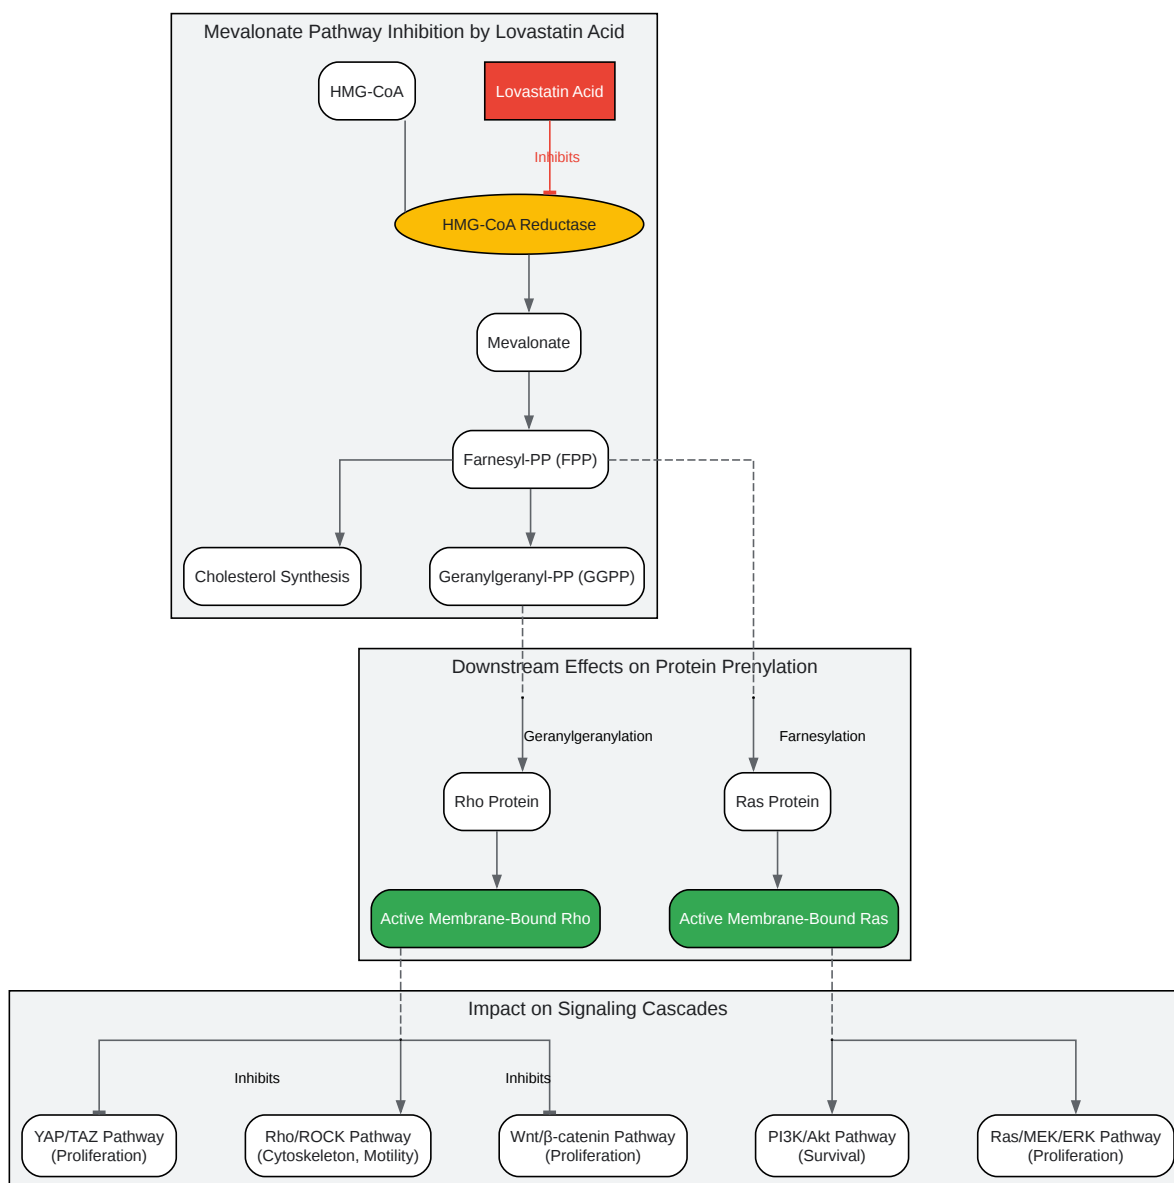 Mevalonate Pathway Inhibition by Lovastatin Acid
HMG-CoA
Lovastatin Acid
Inhibits
HMG-CoA Reductase
Mevalonate
Farnesyl-PP (FPP)
Cholesterol Synthesis
Geranylgeranyl-PP (GGPP)
Downstream Effects on Protein Prenylation
Geranylgeranylation
Farnesylation
Rho Protein
Ras Protein
Active Membrane-Bound Rho
Active Membrane-Bound Ras
Impact on Signaling Cascades
Inhibits
Inhibits
YAP/TAZ Pathway
(Proliferation)
Rho/ROCK Pathway
(Cytoskeleton, Motility)
Wnt/β-catenin Pathway
(Proliferation)
PI3K/Akt Pathway
(Survival)
Ras/MEK/ERK Pathway
(Proliferation)